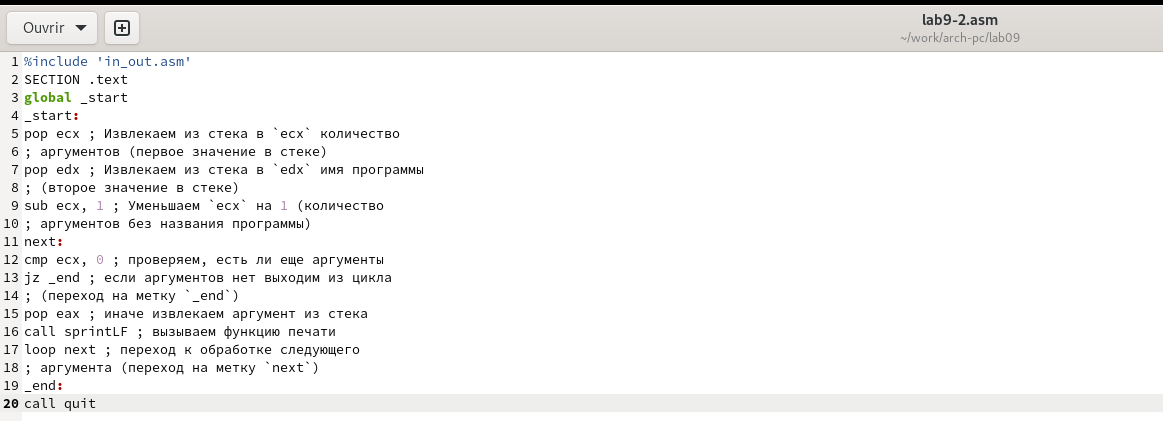 Ouvrir
lab9-2.asm
~/work/arch-pc/lab09
1 %include 'in_out.asm'
2 SECTION .text
3 global _start
4 _start:
5 pop ecx ; Извлекаем из стека в `ecx` количество
6 ; аргументов (первое значение в стеке)
7 pop edx ; Извлекаем из стека в `edx` имя программы
8 ; (второе значение в стеке)
9 sub ecx, 1 ; Уменьшаем `ecx` на 1 (количество
10 ; аргументов без названия программы)
11 next:
12 cmp ecx, 0 ; проверяем, есть ли еще аргументы
13 jz _end ; если аргументов нет выходим из цикла
14 ; (переход на метку `_end`)
15 pop eax ; иначе извлекаем аргумент из стека
16 call sprintLF ; вызываем функцию печати
17 loop next ; переход к обработке следующего
18 ; аргумента (переход на метку `next`)
19 _end:
20 call quit